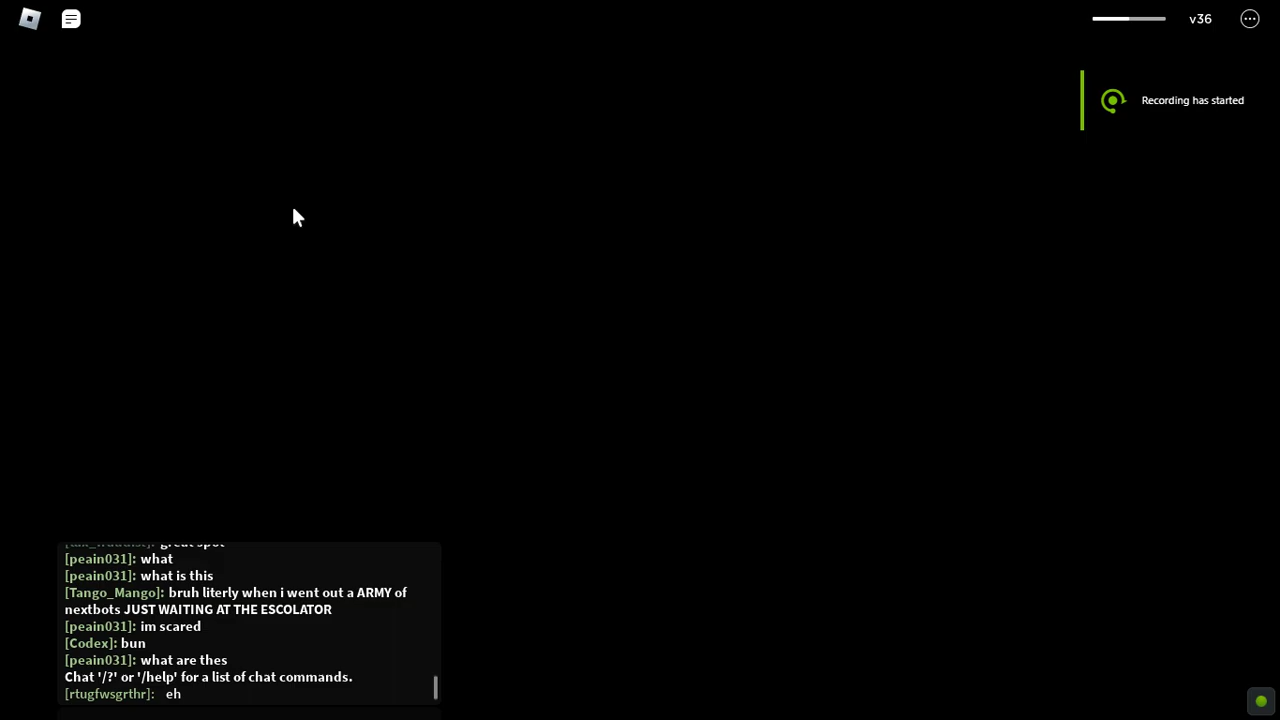 v36
Recording has started
great spot
[peain031]: what
[peain031]: what is this
[Tango_Mango]: bruh literly when i went out a ARMY of
nextbots JUST WAITING AT THE ESCOLATOR
[peain031]: im scared
[Codex]: bun
[peain031]: what are thes
Chat '/?' or '/help' for a list of chat commands.
[rtugfwsgrthr]: eh